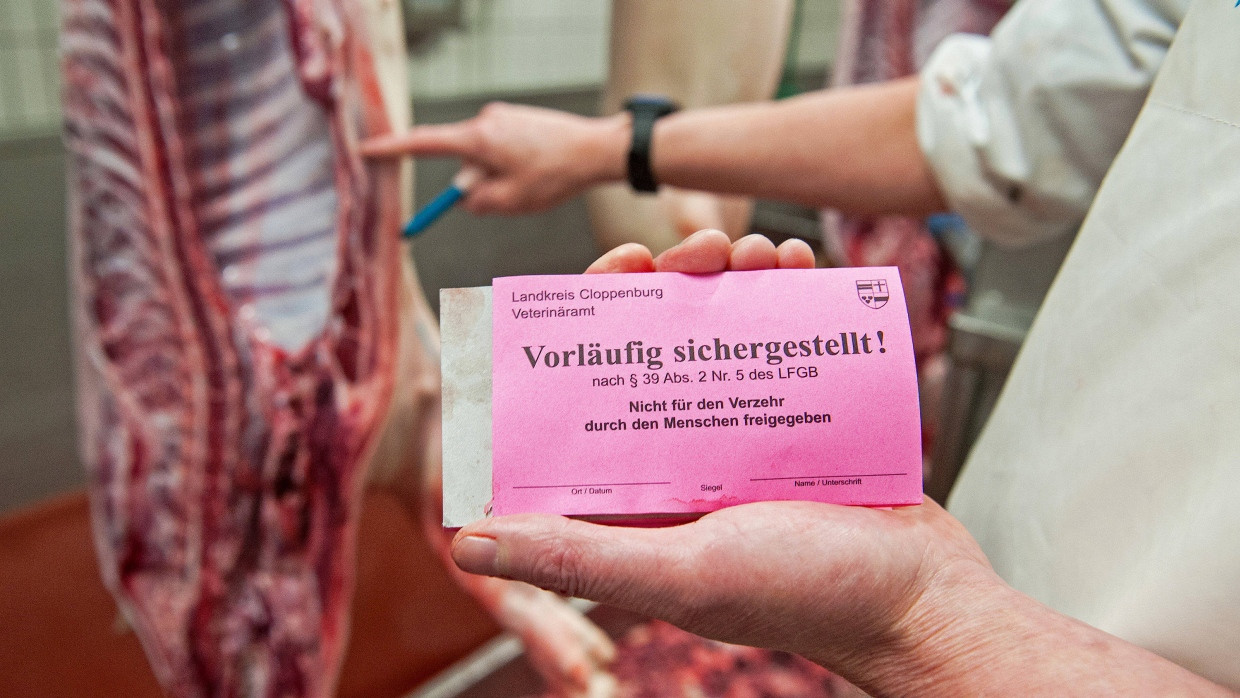 Landkreis Cloppenburg
Veterinäramt
Vorläufig sichergestellt!
nach § 39 Abs. 2 Nr. 5 des LFGB
Nicht für den Verzehr
durch den Menschen freigegeben
Ort / Datum Siegel Name / Unterschrift